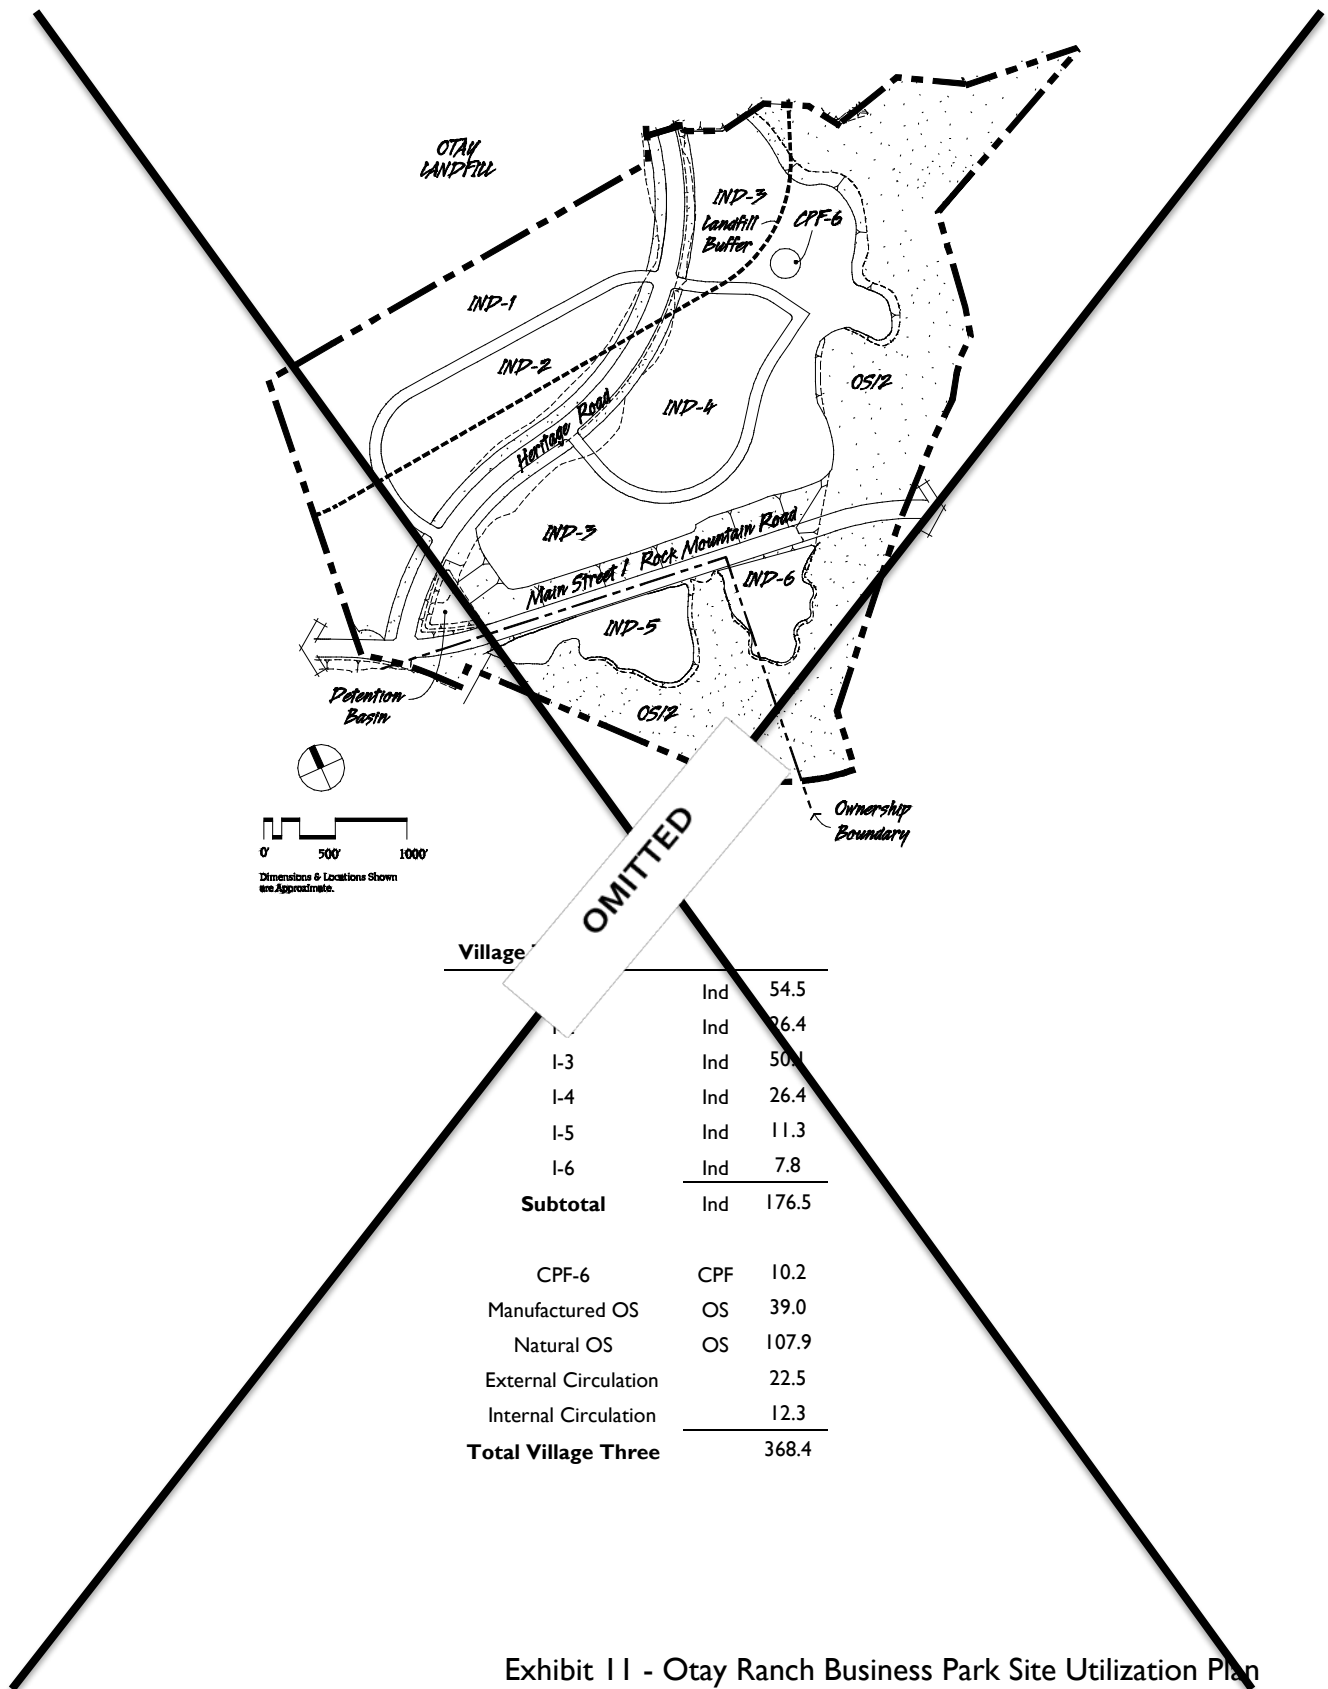 OTAY
LANDFILL
IND-3
Landfill
Buffer
CPF-6
IND-1
IND-2
OS/2
IND-4
Heritage Road
IND-3
Main Street / Rock Mountain Road
IND-6
IND-5
Detention
Basin
OS/2
Ownership
Boundary
0' 500' 1000'
Dimensions & Locations Shown
are Approximate.
OMITTED
Village
Ind 54.5
Ind 26.4
I-3 Ind 50.1
I-4 Ind 26.4
I-5 Ind 11.3
I-6 Ind 7.8
Subtotal Ind 176.5
CPF-6 CPF 10.2
Manufactured OS OS 39.0
Natural OS OS 107.9
External Circulation 22.5
Internal Circulation 12.3
Total Village Three 368.4
Exhibit 11 - Otay Ranch Business Park Site Utilization Plan